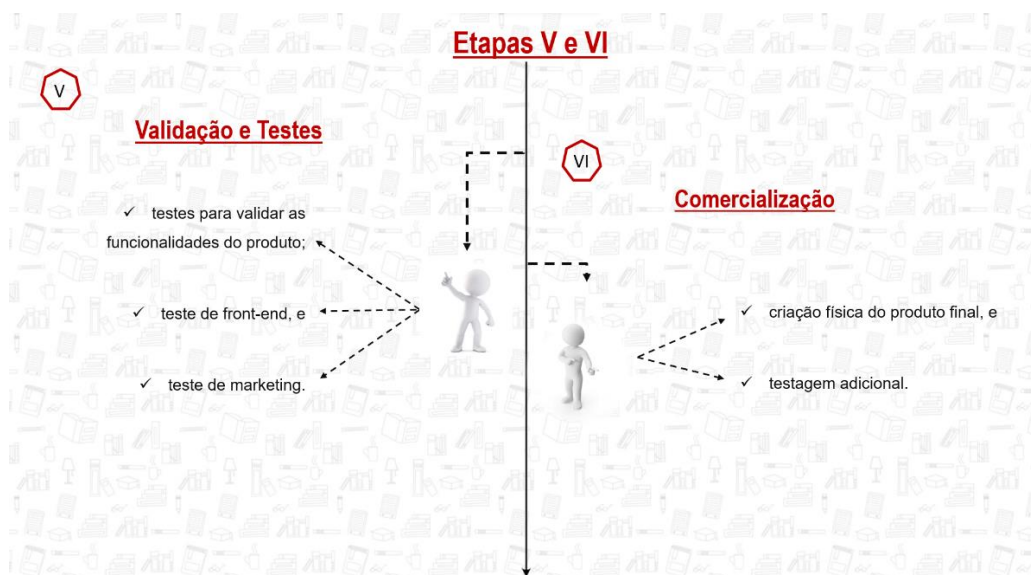 Etapas V e VI
V
Validação e Testes
✓ testes para validar as
funcionalidades do produto;
✓ teste de front-end, e
✓ teste de marketing.
VI
Comercialização
✓ criação física do produto final, e
✓ testagem adicional.